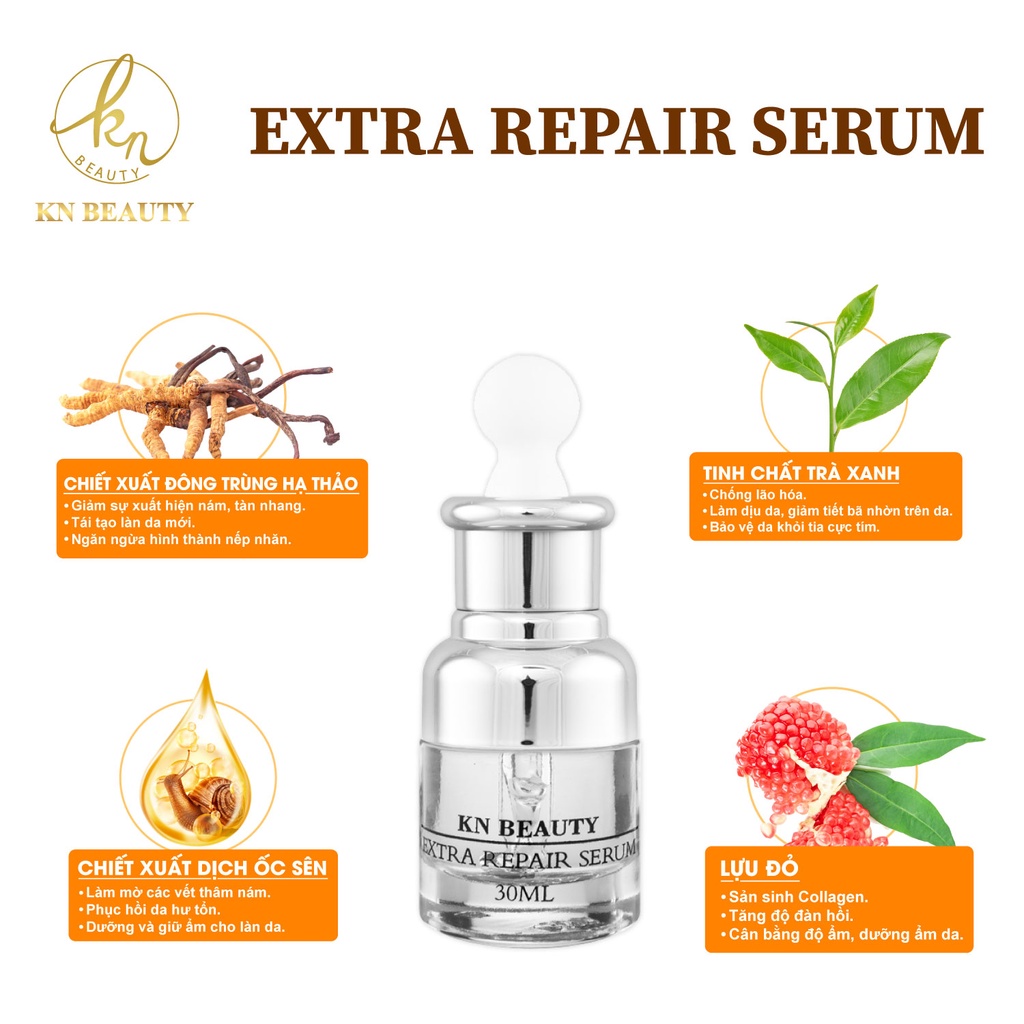 kn
BEAUTY
KN BEAUTY
EXTRA REPAIR SERUM
CHIẾT XUẤT ĐÔNG TRÙNG HẠ THẢO
• Giảm sự xuất hiện nám, tàn nhang.
• Tái tạo làn da mới.
• Ngăn ngừa hình thành nếp nhăn.
TINH CHẤT TRÀ XANH
• Chống lão hóa.
• Làm dịu da, giảm tiết bã nhờn trên da.
• Bảo vệ da khỏi tia cực tím.
CHIẾT XUẤT DỊCH ỐC SÊN
• Làm mờ các vết thâm nám.
• Phục hồi da hư tổn.
• Dưỡng và giữ ẩm cho làn da.
LỰU ĐỎ
• Sản sinh Collagen.
• Tăng độ đàn hồi.
• Cân bằng độ ẩm, dưỡng ẩm da.
KN BEAUTY
EXTRA REPAIR SERUM
30ML